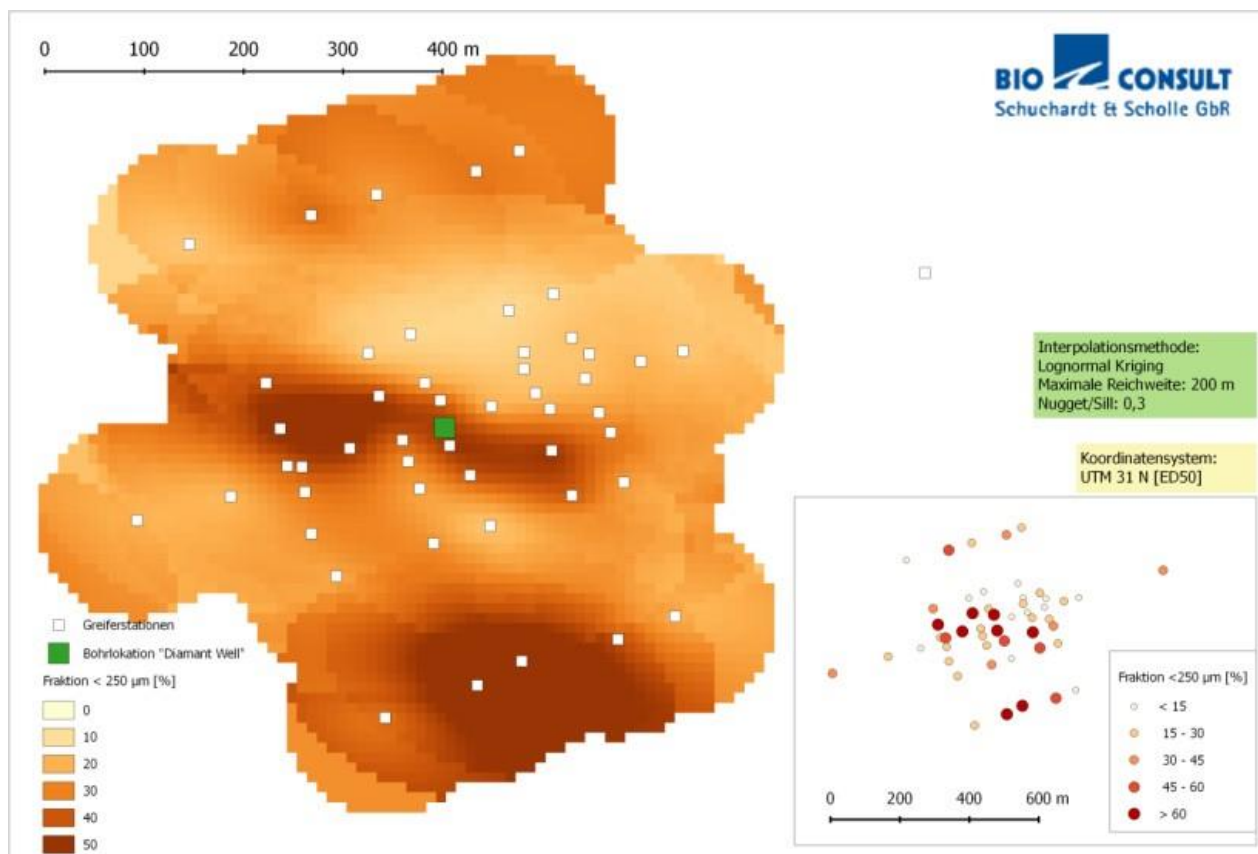 0 100 200 300 400 m
BIO CONSULT
Schuchardt & Scholle GbR
Interpolationsmethode:
Lognormal Kriging
Maximale Reichweite: 200 m
Nugget/Sill: 0,3
Koordinatensystem:
UTM 31 N [ED50]
Greiferstationen
Bohrlokation "Diamant Well"
Fraktion < 250 µm [%]
0
10
20
30
40
50
Fraktion <250 µm [%]
< 15
15 - 30
30 - 45
45 - 60
> 60
0 200 400 600 m